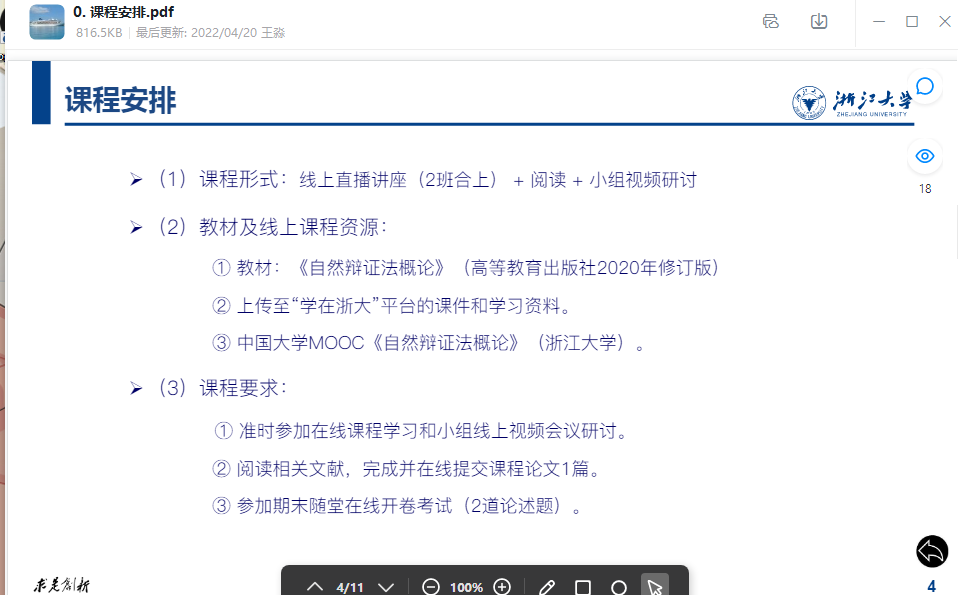 0. 课程安排.pdf
816.5KB 最后更新: 2022/04/20 王淼
课程安排
浙江大学
ZHEJIANG UNIVERSITY
18
➢ （1）课程形式：线上直播讲座（2班合上） + 阅读 + 小组视频研讨
➢ （2）教材及线上课程资源：
① 教材：《自然辩证法概论》（高等教育出版社2020年修订版）
② 上传至“学在浙大”平台的课件和学习资料。
③ 中国大学MOOC《自然辩证法概论》（浙江大学）。
➢ （3）课程要求：
① 准时参加在线课程学习和小组线上视频会议研讨。
② 阅读相关文献，完成并在线提交课程论文1篇。
③ 参加期末随堂在线开卷考试（2道论述题）。
求是创新
4/11 100%
4